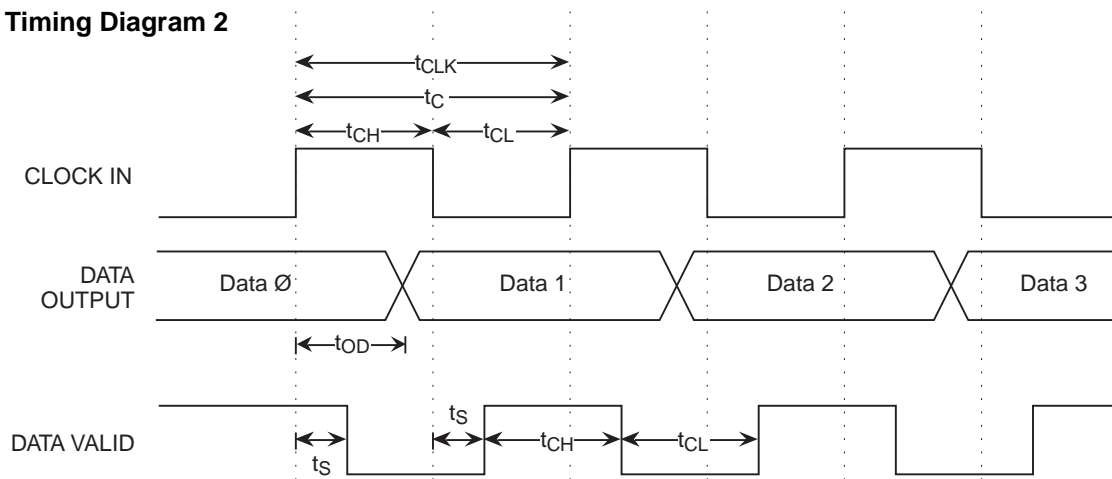 Timing Diagram 2
tCLK
tC
tCH tCL
CLOCK IN
DATA
OUTPUT
Data Ø Data 1 Data 2 Data 3
tOD
DATA VALID
tS
tS
tCH
tCL